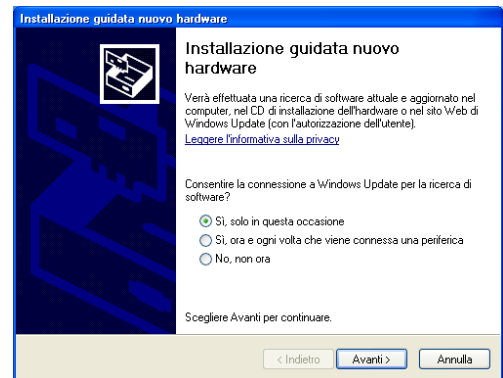 Installazione guidata nuovo hardware
Installazione guidata nuovo
hardware
Verrà effettuata una ricerca di software attuale e aggiornato nel
computer, nel CD di installazione dell'hardware o nel sito Web di
Windows Update (con l'autorizzazione dell'utente).
Leggere l'informativa sulla privacy
Consentire la connessione a Windows Update per la ricerca di
software?
Sì, solo in questa occasione
Sì, ora e ogni volta che viene connessa una periferica
No, non ora
Scegliere Avanti per continuare.
< Indietro Avanti > Annulla